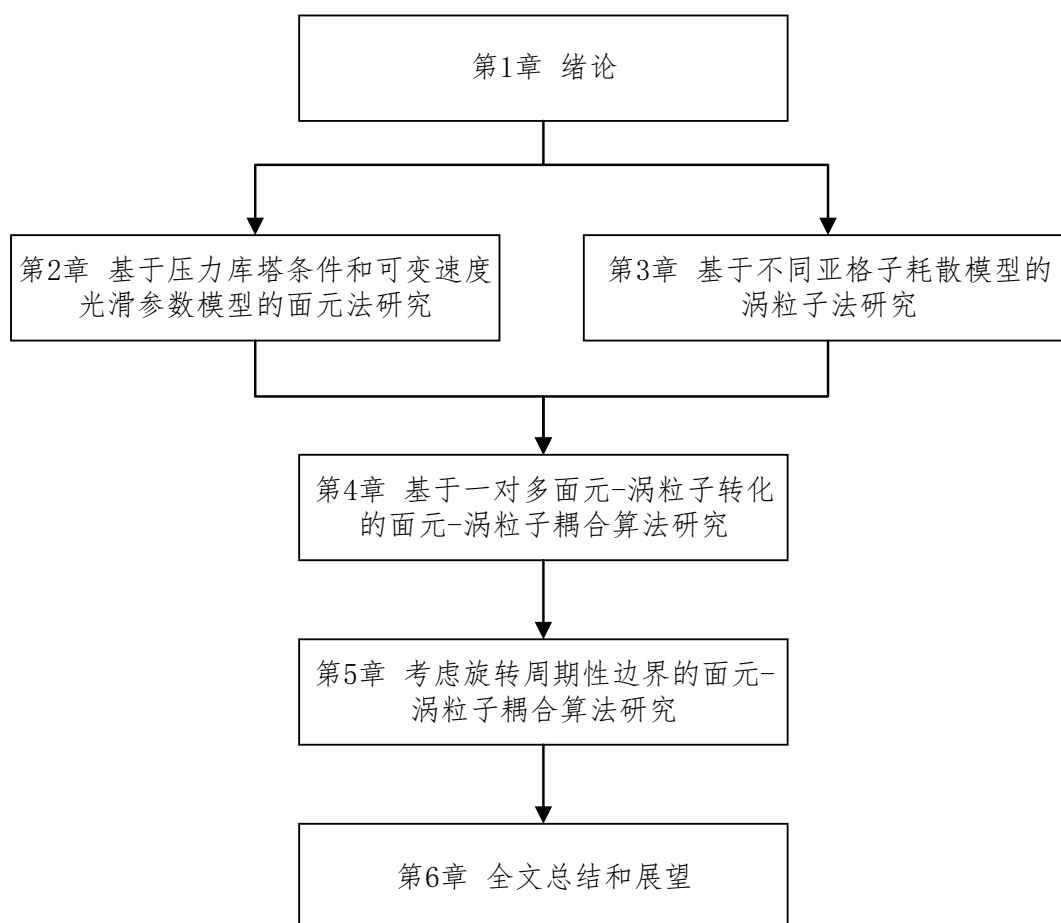 第1章 绪论
第2章 基于压力库塔条件和可变速度
光滑参数模型的面元法研究
第3章 基于不同亚格子耗散模型的
涡粒子法研究
第4章 基于一对多面元-涡粒子转化
的面元-涡粒子耦合算法研究
第5章 考虑旋转周期性边界的面元-
涡粒子耦合算法研究
第6章 全文总结和展望